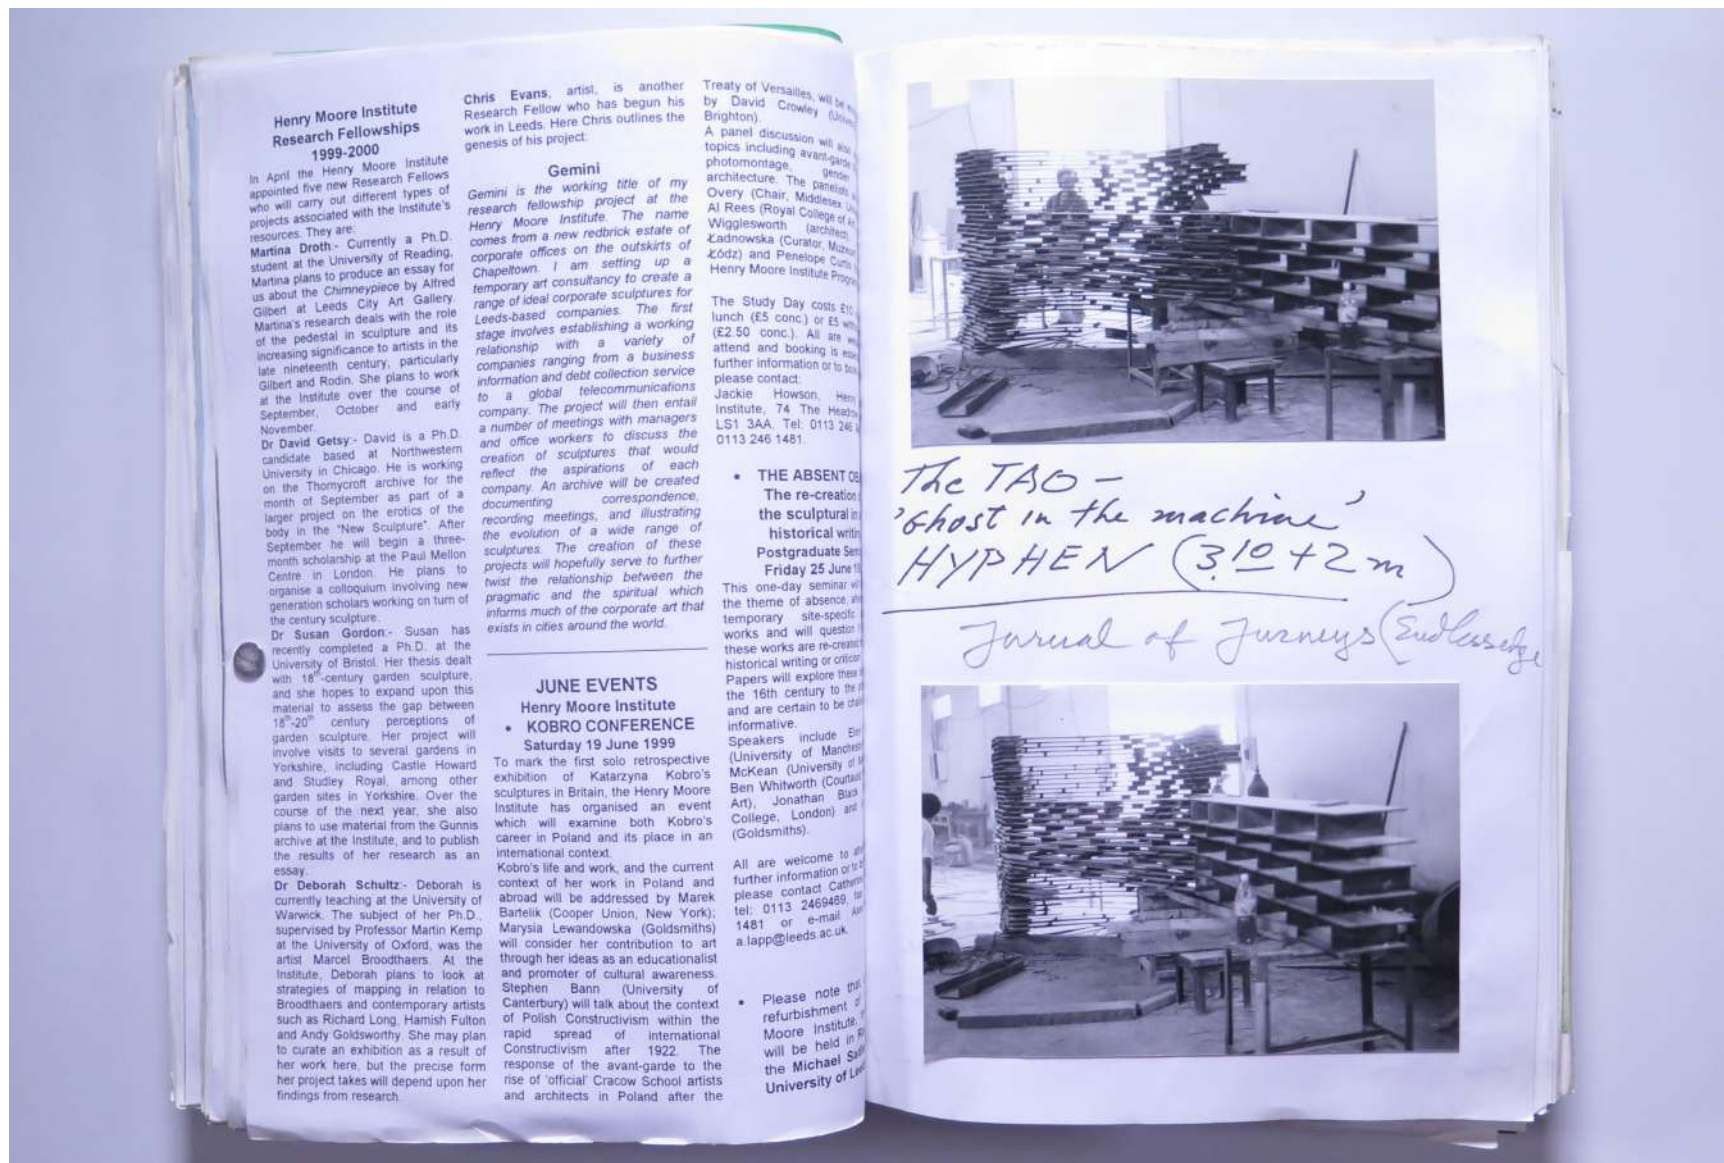 Henry Moore Institute
Research Fellowships
1999-2000
In April the Henry Moore Institute
appointed five new Research Fellows
who will carry out different types of
projects associated with the Institute's
resources. They are:
Martina Droth:- Currently a Ph.D.
student at the University of Reading,
Martina plans to produce an essay for
us about the Chimneypiece by Alfred
Gilbert at Leeds City Art Gallery.
Martina's research deals with the role
of the pedestal in sculpture and its
increasing significance to artists in the
late nineteenth century, particularly
Gilbert and Rodin. She plans to work
at the Institute over the course of
September, October and early
November.
Dr David Getsy:- David is a Ph.D.
candidate based at Northwestern
University in Chicago. He is working
on the Thornycroft archive for the
month of September as part of a
larger project on the erotics of the
body in the "New Sculpture". After
September he will begin a three-
month scholarship at the Paul Mellon
Centre in London. He plans to
organise a colloquium involving new
generation scholars working on turn of
the century sculpture.
Dr Susan Gordon:- Susan has
recently completed a Ph.D. at the
University of Bristol. Her thesis dealt
with 18th-century garden sculpture,
and she hopes to expand upon this
material to assess the gap between
18th-20th century perceptions of
garden sculpture. Her project will
involve visits to several gardens in
Yorkshire, including Castle Howard
and Studley Royal, among other
garden sites in Yorkshire. Over the
course of the next year, she also
plans to use material from the Gunnis
archive at the Institute, and to publish
the results of her research as an
essay.
Dr Deborah Schultz:- Deborah is
currently teaching at the University of
Warwick. The subject of her Ph.D.,
supervised by Professor Martin Kemp
at the University of Oxford, was the
artist Marcel Broodthaers. At the
Institute, Deborah plans to look at
strategies of mapping in relation to
Broodthaers and contemporary artists
such as Richard Long, Hamish Fulton
and Andy Goldsworthy. She may plan
to curate an exhibition as a result of
her work here, but the precise form
her project takes will depend upon her
findings from research.
Chris Evans, artist, is another
Research Fellow who has begun his
work in Leeds. Here Chris outlines the
genesis of his project:
Gemini
Gemini is the working title of my
research fellowship project at the
Henry Moore Institute. The name
comes from a new redbrick estate of
corporate offices on the outskirts of
Chapeltown. I am setting up a
temporary art consultancy to create a
range of ideal corporate sculptures for
Leeds-based companies. The first
stage involves establishing a working
relationship with a variety of
companies ranging from a business
information and debt collection service
to a global telecommunications
company. The project will then entail
a number of meetings with managers
and office workers to discuss the
creation of sculptures that would
reflect the aspirations of each
company. An archive will be created
documenting correspondence,
recording meetings, and illustrating
the evolution of a wide range of
sculptures. The creation of these
projects will hopefully serve to further
twist the relationship between the
pragmatic and the spiritual which
informs much of the corporate art that
exists in cities around the world.
JUNE EVENTS
Henry Moore Institute
• KOBRO CONFERENCE
Saturday 19 June 1999
To mark the first solo retrospective
exhibition of Katarzyna Kobro's
sculptures in Britain, the Henry Moore
Institute has organised an event
which will examine both Kobro's
career in Poland and its place in an
international context.
Kobro's life and work, and the current
context of her work in Poland and
abroad will be addressed by Marek
Bartelik (Cooper Union, New York);
Marysia Lewandowska (Goldsmiths)
will consider her contribution to art
through her ideas as an educationalist
and promoter of cultural awareness.
Stephen Bann (University of
Canterbury) will talk about the context
of Polish Constructivism within the
rapid spread of international
Constructivism after 1922. The
response of the avant-garde to the
rise of 'official' Cracow School artists
and architects in Poland after the
Treaty of Versailles, will be
by David Crowley
Brighton).
A panel discussion will also
topics including avant-garde
photomontage, gender
architecture. The panelists
Overy (Chair, Middlesex
Al Rees (Royal College of
Wigglesworth (architect)
Ładnowska (Curator,
Łódz) and Penelope Curtis
Henry Moore Institute
The Study Day costs £10
lunch (£5 conc.) or £5
(£2.50 conc.). All are
attend and booking is
further information or to
please contact:
Jackie Howson, Henry
Institute, 74 The
LS1 3AA. Tel: 0113 246
0113 246 1481.
• THE ABSENT
The re-creation
the sculptural in
historical
Postgraduate
Friday 25 June
This one-day seminar
the theme of absence,
temporary site-specific
works and will question
these works are re-created
historical writing or
Papers will explore these
the 16th century to the
and are certain to be
informative.
Speakers include
(University of
McKean (University of
Ben Whitworth
Art), Jonathan Black
College, London) and
(Goldsmiths).
All are welcome to
further information or to
please contact
tel: 0113 2469469,
1481 or e-mail
a.lapp@leeds.ac.uk.
• Please note that
refurbishment of
Moore Institute,
will be held in
the Michael
University of
The TAO –
'Ghost in the machine'
HYPHEN (3.10 + 2 m)
Jurnal of Jurneys (Endlessedge